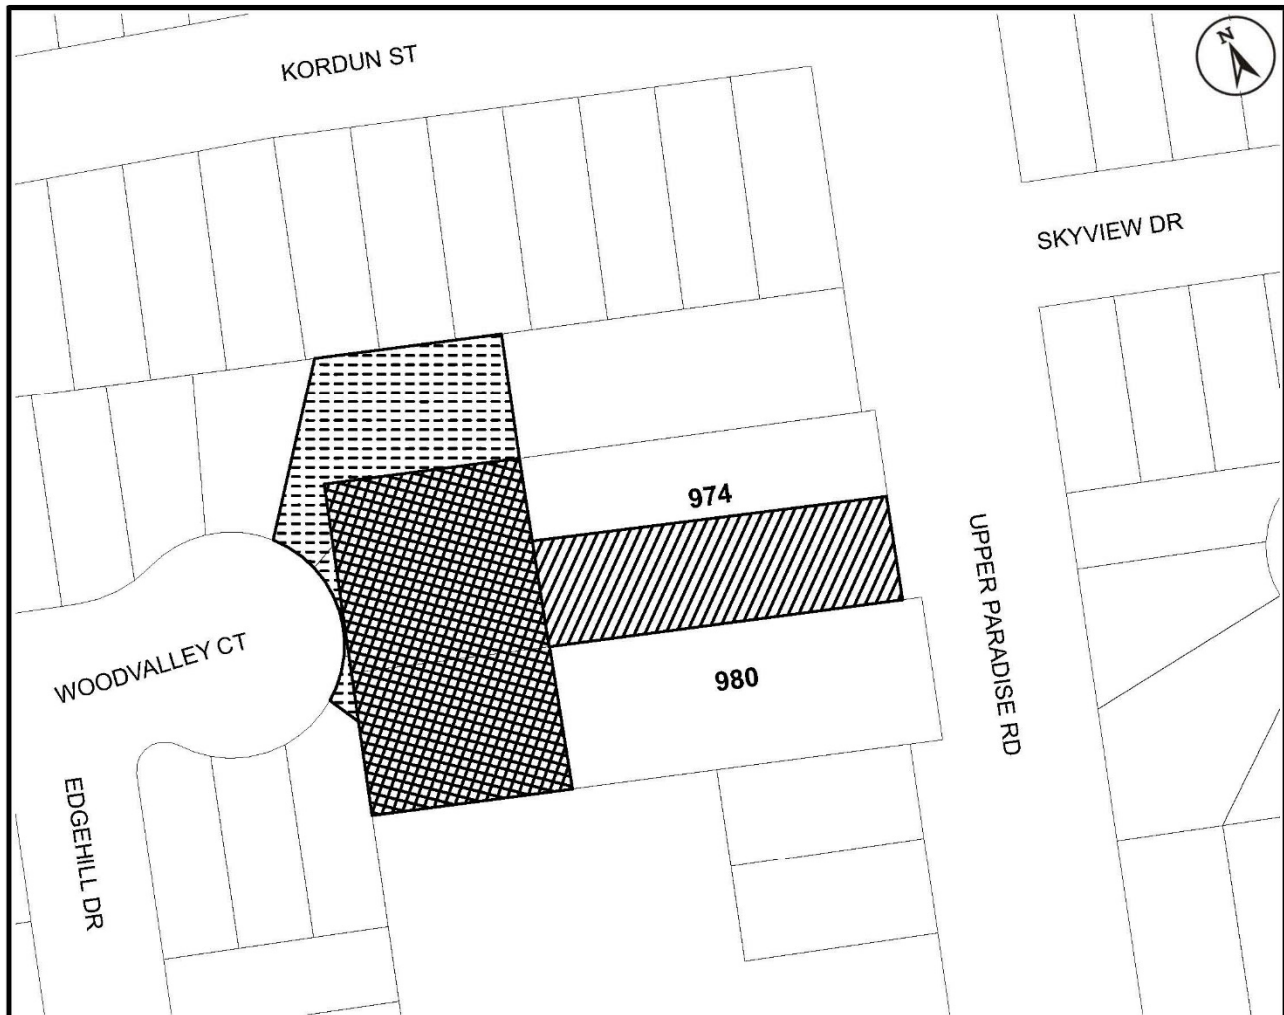 KORDUN ST
N
SKYVIEW DR
974
UPPER PARADISE RD
WOODVALLEY CT
980
EDGEHILL DR